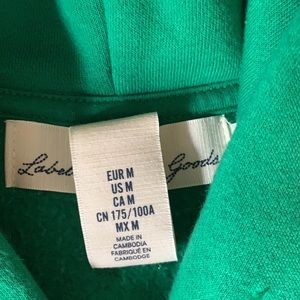 Label Goods
EUR M
US M
CA M
CN 175/100A
MX M
MADE IN
CAMBODIA
FABRIQUÉ EN
CAMBODGE